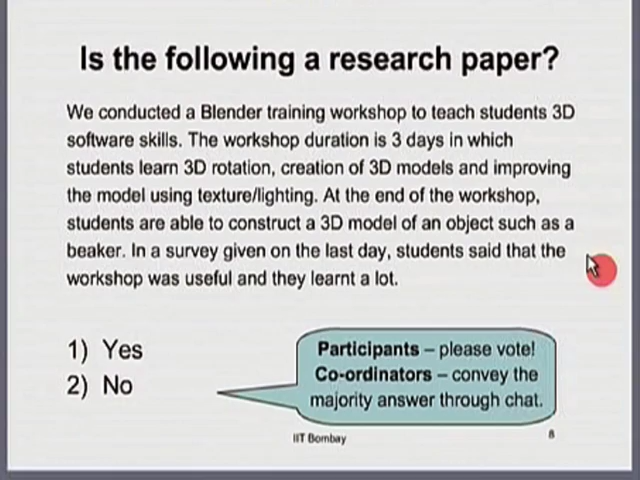 Is the following a research paper?
We conducted a Blender training workshop to teach students 3D
software skills. The workshop duration is 3 days in which
students learn 3D rotation, creation of 3D models and improving
the model using texture/lighting. At the end of the workshop,
students are able to construct a 3D model of an object such as a
beaker. In a survey given on the last day, students said that the
workshop was useful and they learnt a lot.
1) Yes
2) No
Participants – please vote!
Co-ordinators – convey the
majority answer through chat.
IIT Bombay
8